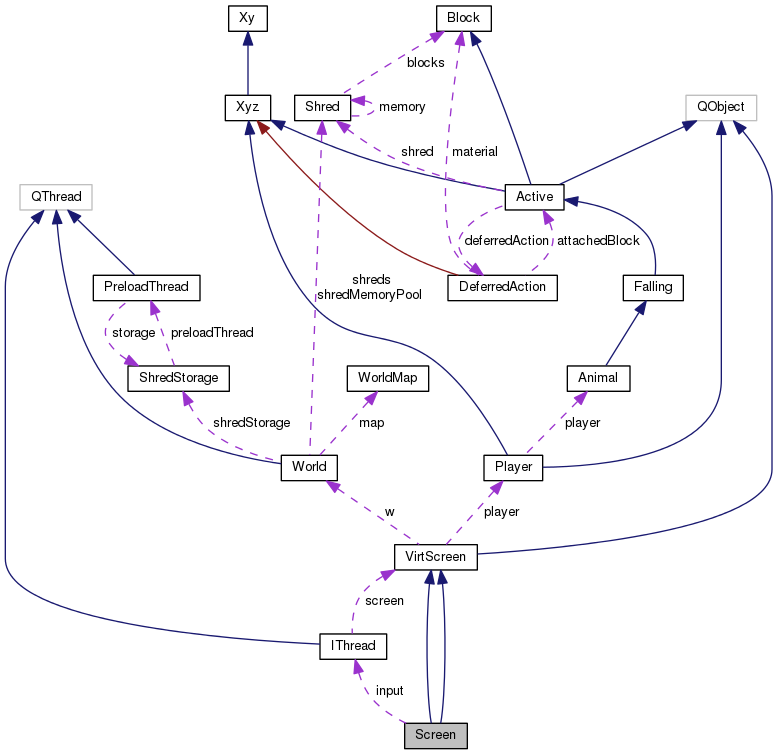 Xy
Block
blocks
Xyz
Shred
memory
QObject
shred
material
QThread
Active
deferredAction
attachedBlock
shreds
shredMemoryPool
PreloadThread
DeferredAction
Falling
storage
preloadThread
ShredStorage
WorldMap
Animal
shredStorage
map
player
World
Player
w
player
VirtScreen
screen
IThread
input
Screen